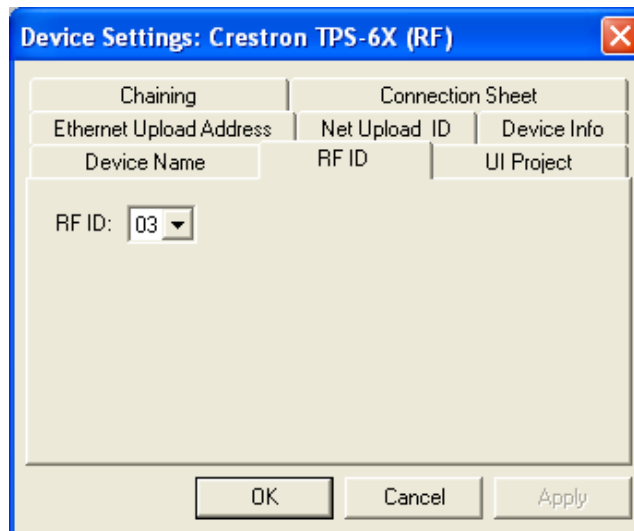 Device Settings: Crestron TPS-6X (RF)
Chaining Connection Sheet
Ethernet Upload Address Net Upload ID Device Info
Device Name RF ID UI Project
RF ID: 03
OK Cancel Apply